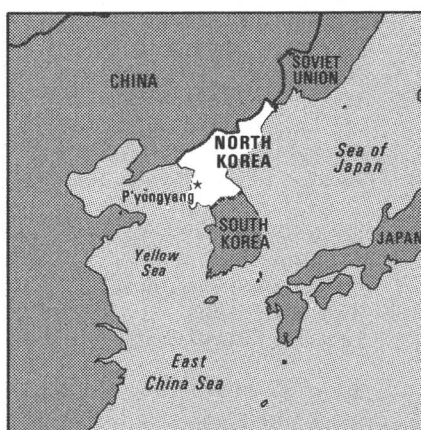 CHINA
SOVIET
UNION
NORTH
KOREA
Sea of
Japan
P'yŏngyang
SOUTH
KOREA
JAPAN
Yellow
Sea
East
China Sea